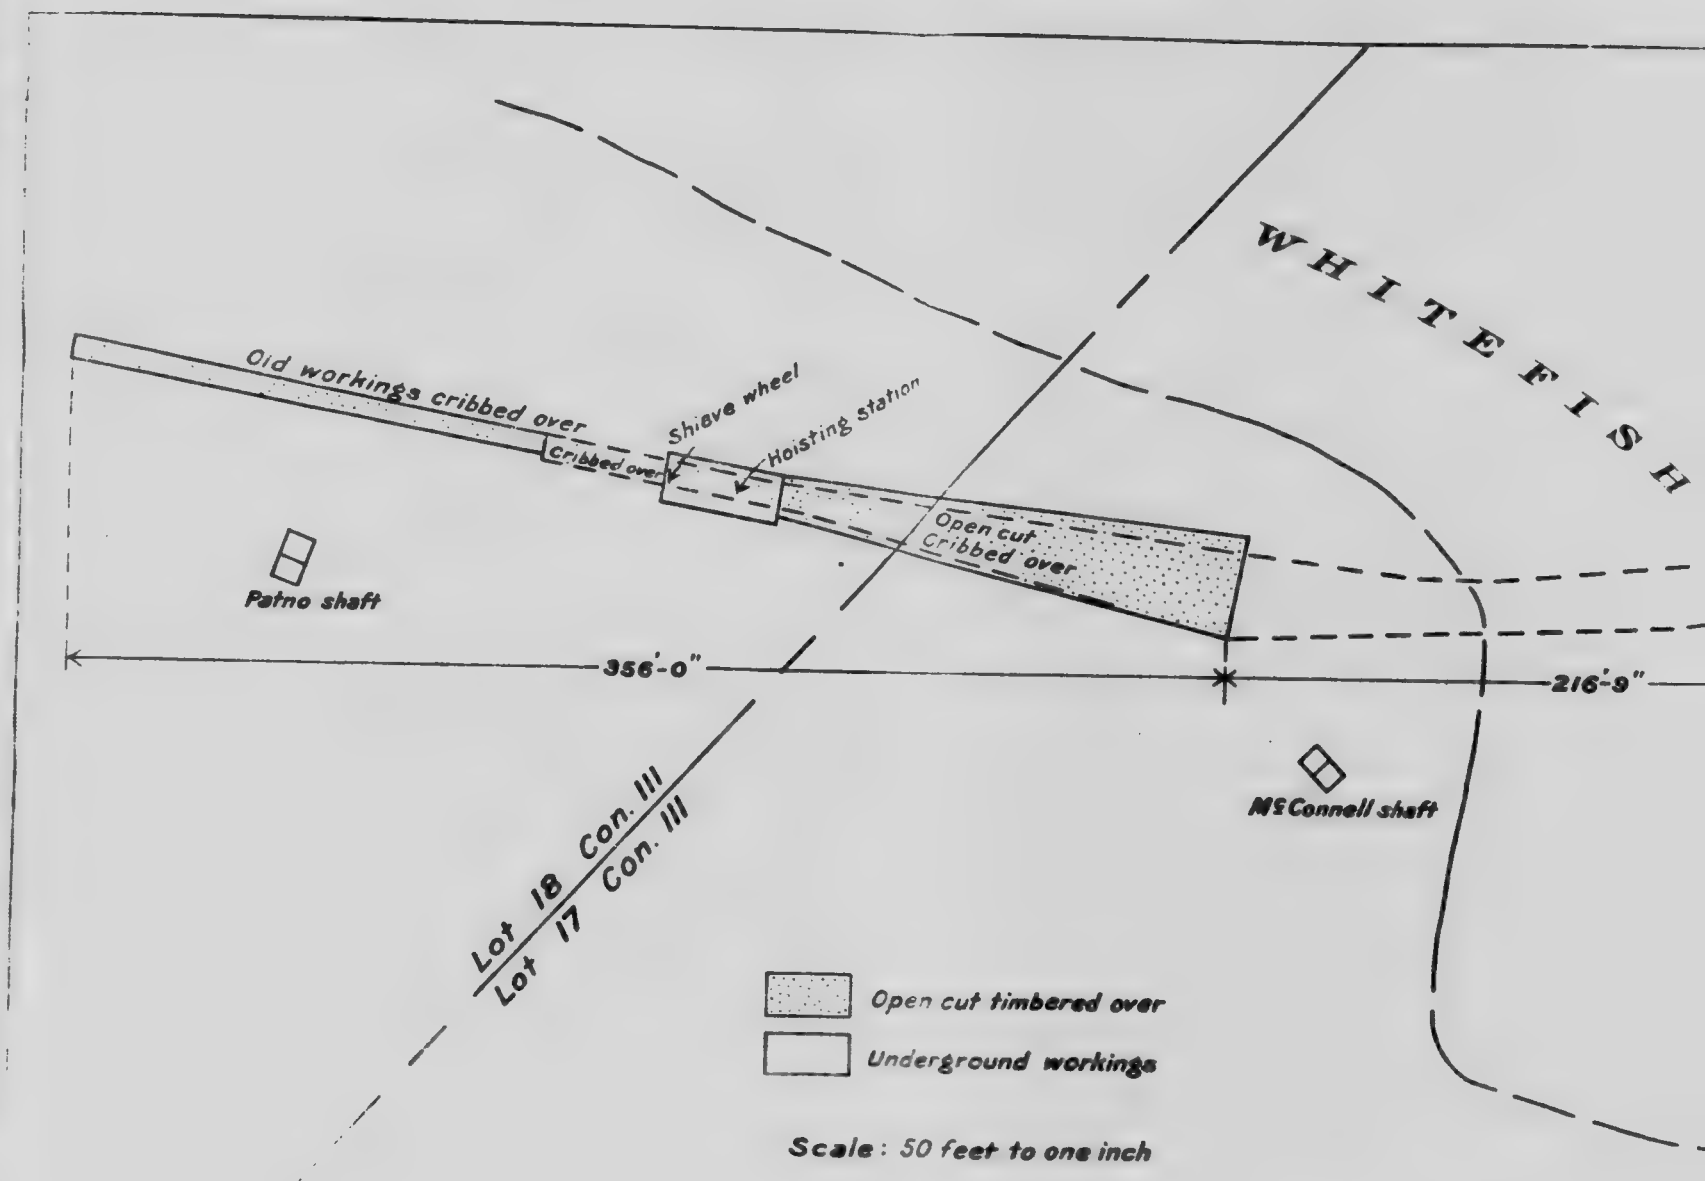 WHITEFISH
Old workings cribbed over
Shieve wheel
Hoisting station
Cribbed over
Open cut
Cribbed over
Patno shaft
356'-0"
216'-9"
McConnell shaft
Lot 18 Con. III
Lot 17 Con. III
Open cut timbered over
Underground workings
Scale: 50 feet to one inch